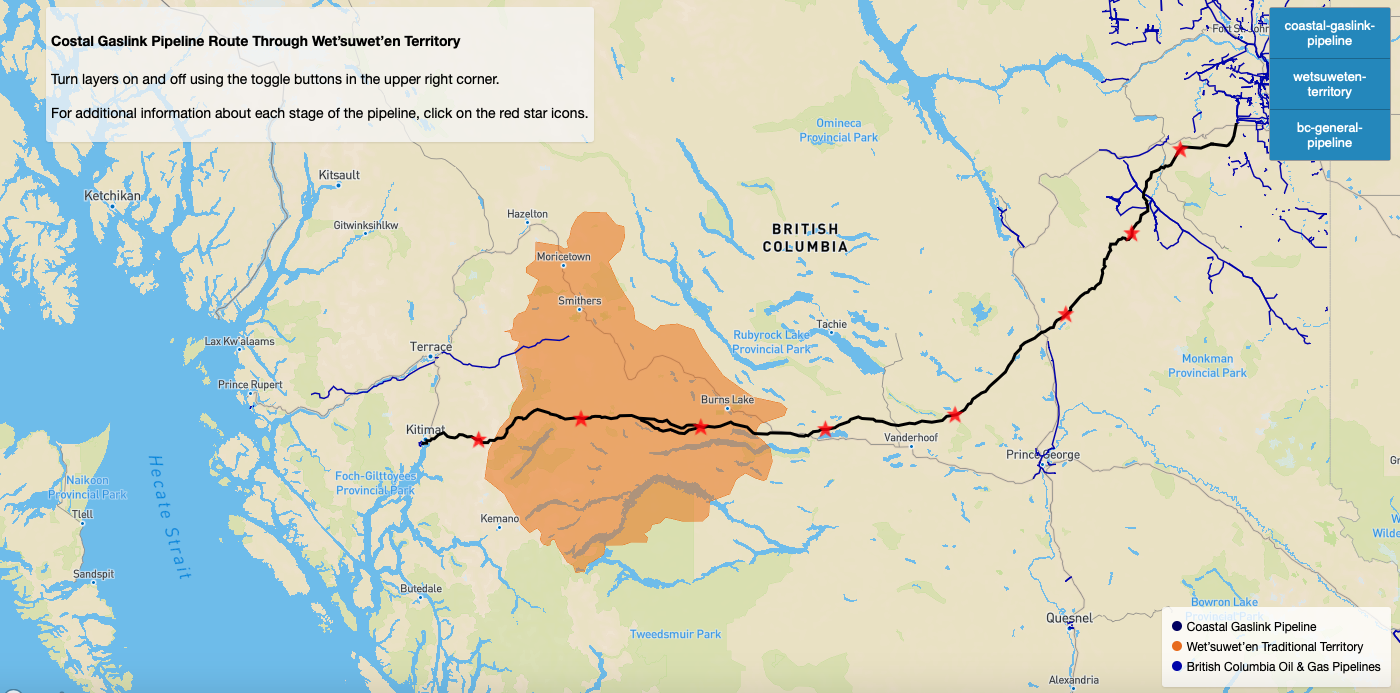 Costal Gaslink Pipeline Route Through Wet'suwet'en Territory
Turn layers on and off using the toggle buttons in the upper right corner.
For additional information about each stage of the pipeline, click on the red star icons.
coastal-gaslink-
pipeline
wetsuweten-
territory
bc-general-
pipeline
Omineca
Provincial Park
Kitsault
Ketchikan
Hazelton
Gitwinksihlkw
BRITISH
COLUMBIA
Moricetown
Smithers
Tachie
Rubyrock Lake
Provincial Park
Lax Kw'alaams
Terrace
Monkman
Provincial Park
Prince Rupert
Burns Lake
Kitimat
Vanderhoof
Prince George
Hecate Strait
Foch-Gilttoyees
Provincial Park
Naikoon
Provincial Park
Tlell
Kemano
Sandspit
Butedale
Bowron Lake
Provincial Park
Quesnel
Tweedsmuir Park
Coastal Gaslink Pipeline
Wet'suwet'en Traditional Territory
British Columbia Oil & Gas Pipelines
Alexandria